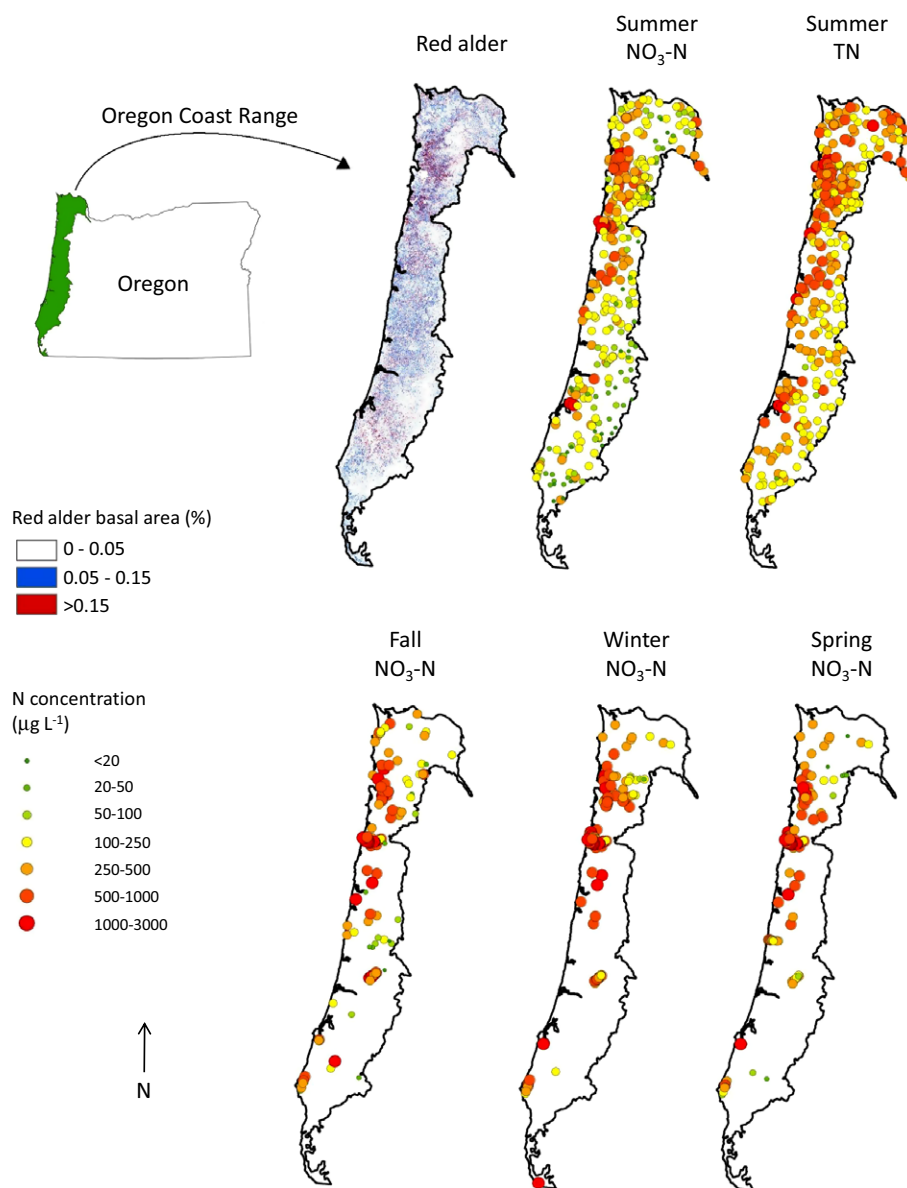 Red alder
Summer
NO₃-N
Summer
TN
Oregon Coast Range
Oregon
Red alder basal area (%)
0 - 0.05
0.05 - 0.15
>0.15
Fall
NO₃-N
Winter
NO₃-N
Spring
NO₃-N
N concentration
(µg L⁻¹)
<20
20-50
50-100
100-250
250-500
500-1000
1000-3000
N